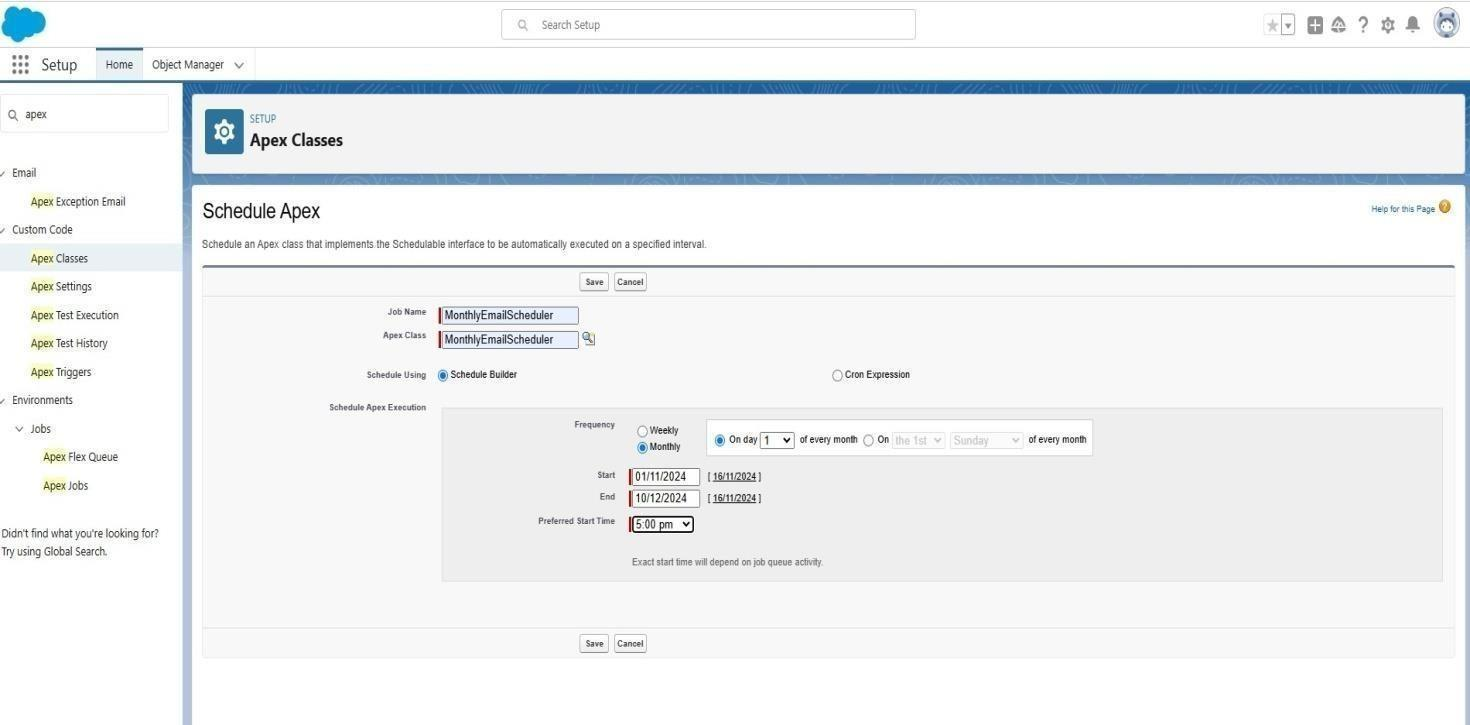 Search Setup
Setup
Home
Object Manager
apex
Email
Apex Exception Email
Custom Code
Apex Classes
Apex Settings
Apex Test Execution
Apex Test History
Apex Triggers
Environments
Jobs
Apex Flex Queue
Apex Jobs
Didn't find what you're looking for?
Try using Global Search.
SETUP
Apex Classes
Schedule Apex
Help for this Page
Schedule an Apex class that implements the Schedulable interface to be automatically executed on a specified interval.
Save Cancel
Job Name MonthlyEmailScheduler
Apex Class MonthlyEmailScheduler
Schedule Using Schedule Builder Cron Expression
Schedule Apex Execution
Frequency Weekly
Monthly
On day 1 of every month On the 1st Sunday of every month
Start 01/11/2024 [ 16/11/2024 ]
End 10/12/2024 [ 16/11/2024 ]
Preferred Start Time 5:00 pm
Exact start time will depend on job queue activity.
Save Cancel